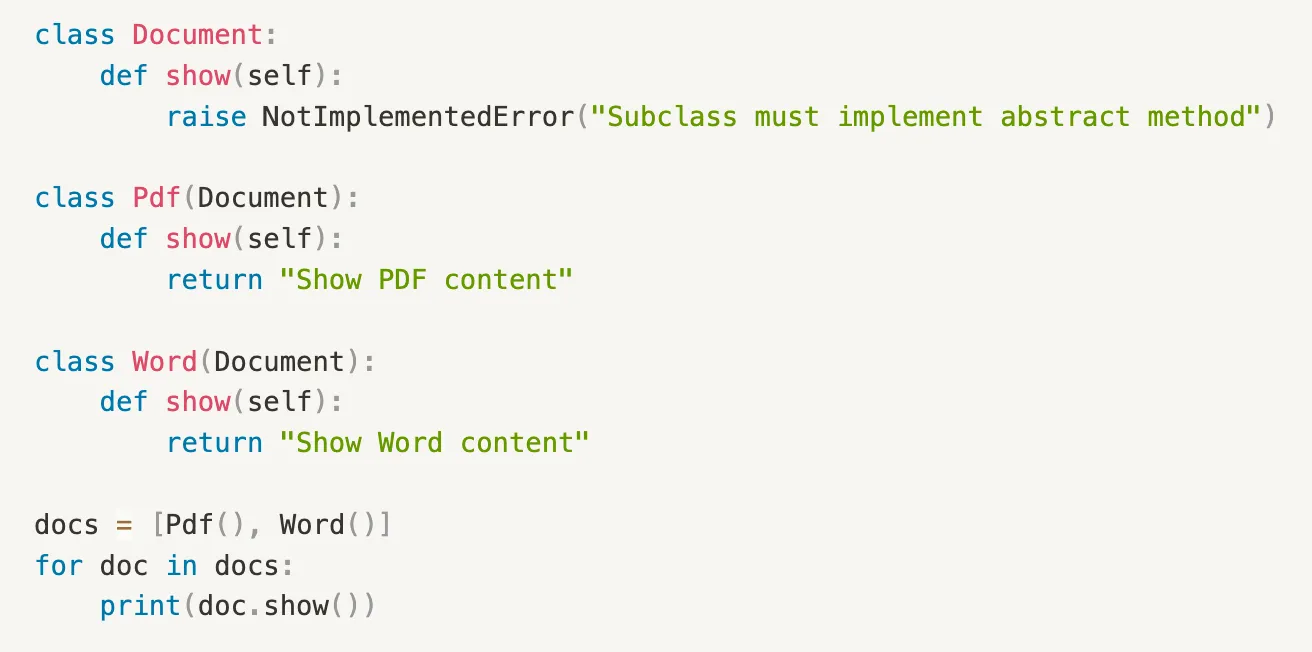 class Document:
    def show(self):
        raise NotImplementedError("Subclass must implement abstract method")

class Pdf(Document):
    def show(self):
        return "Show PDF content"

class Word(Document):
    def show(self):
        return "Show Word content"

docs = [Pdf(), Word()]
for doc in docs:
    print(doc.show())